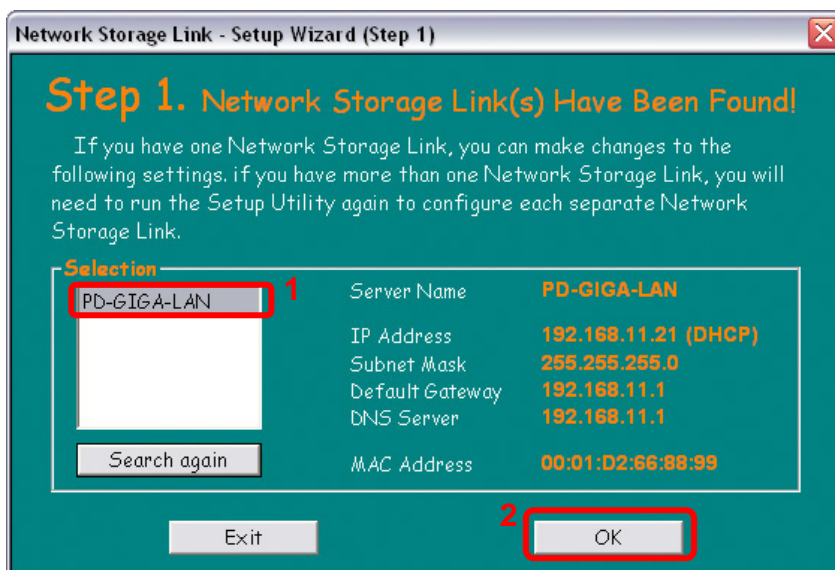 Network Storage Link - Setup Wizard (Step 1)
Step 1. Network Storage Link(s) Have Been Found!
If you have one Network Storage Link, you can make changes to the
following settings. if you have more than one Network Storage Link, you will
need to run the Setup Utility again to configure each separate Network
Storage Link.
Selection
PD-GIGA-LAN 1
Server Name PD-GIGA-LAN
IP Address 192.168.11.21 (DHCP)
Subnet Mask 255.255.255.0
Default Gateway 192.168.11.1
DNS Server 192.168.11.1
Search again
MAC Address 00:01:D2:66:88:99
Exit
2 OK